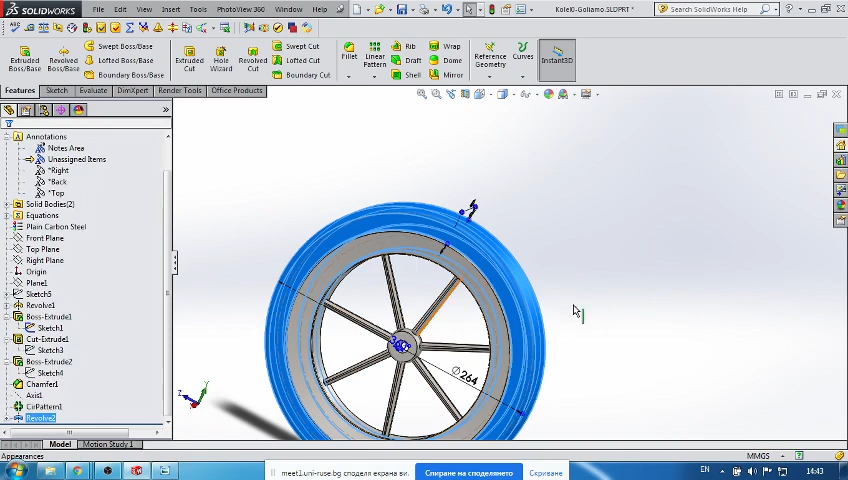 SOLIDWORKS File Edit View Insert Tools PhotoView 360 Window Help Kolel0-Goliamo.SLDPRT * Search SolidWorks Help
Extruded Boss/Base Revolved Boss/Base Swept Boss/Base Lofted Boss/Base Boundary Boss/Base Extruded Cut Hole Wizard Revolved Cut Swept Cut Lofted Cut Boundary Cut Fillet Linear Pattern Rib Draft Shell Wrap Dome Mirror Reference Geometry Curves Instant3D
Features Sketch Evaluate DimXpert Render Tools Office Products
Annotations
Notes Area
Unassigned Items
*Right
*Back
*Top
Solid Bodies(2)
Equations
Plain Carbon Steel
Front Plane
Top Plane
Right Plane
Origin
Plane1
Sketch5
Revolve1
Boss-Extrude1
Sketch1
Cut-Extrude1
Sketch3
Boss-Extrude2
Sketch4
Chamfer1
Axis1
CirPattern1
Revolve2
360°
Ø264
Z Y X
Model Motion Study 1
Appearances MMGS
meet1.uni-ruse.bg споделя екрана ви. Спиране на споделянето Скриване EN 14:43